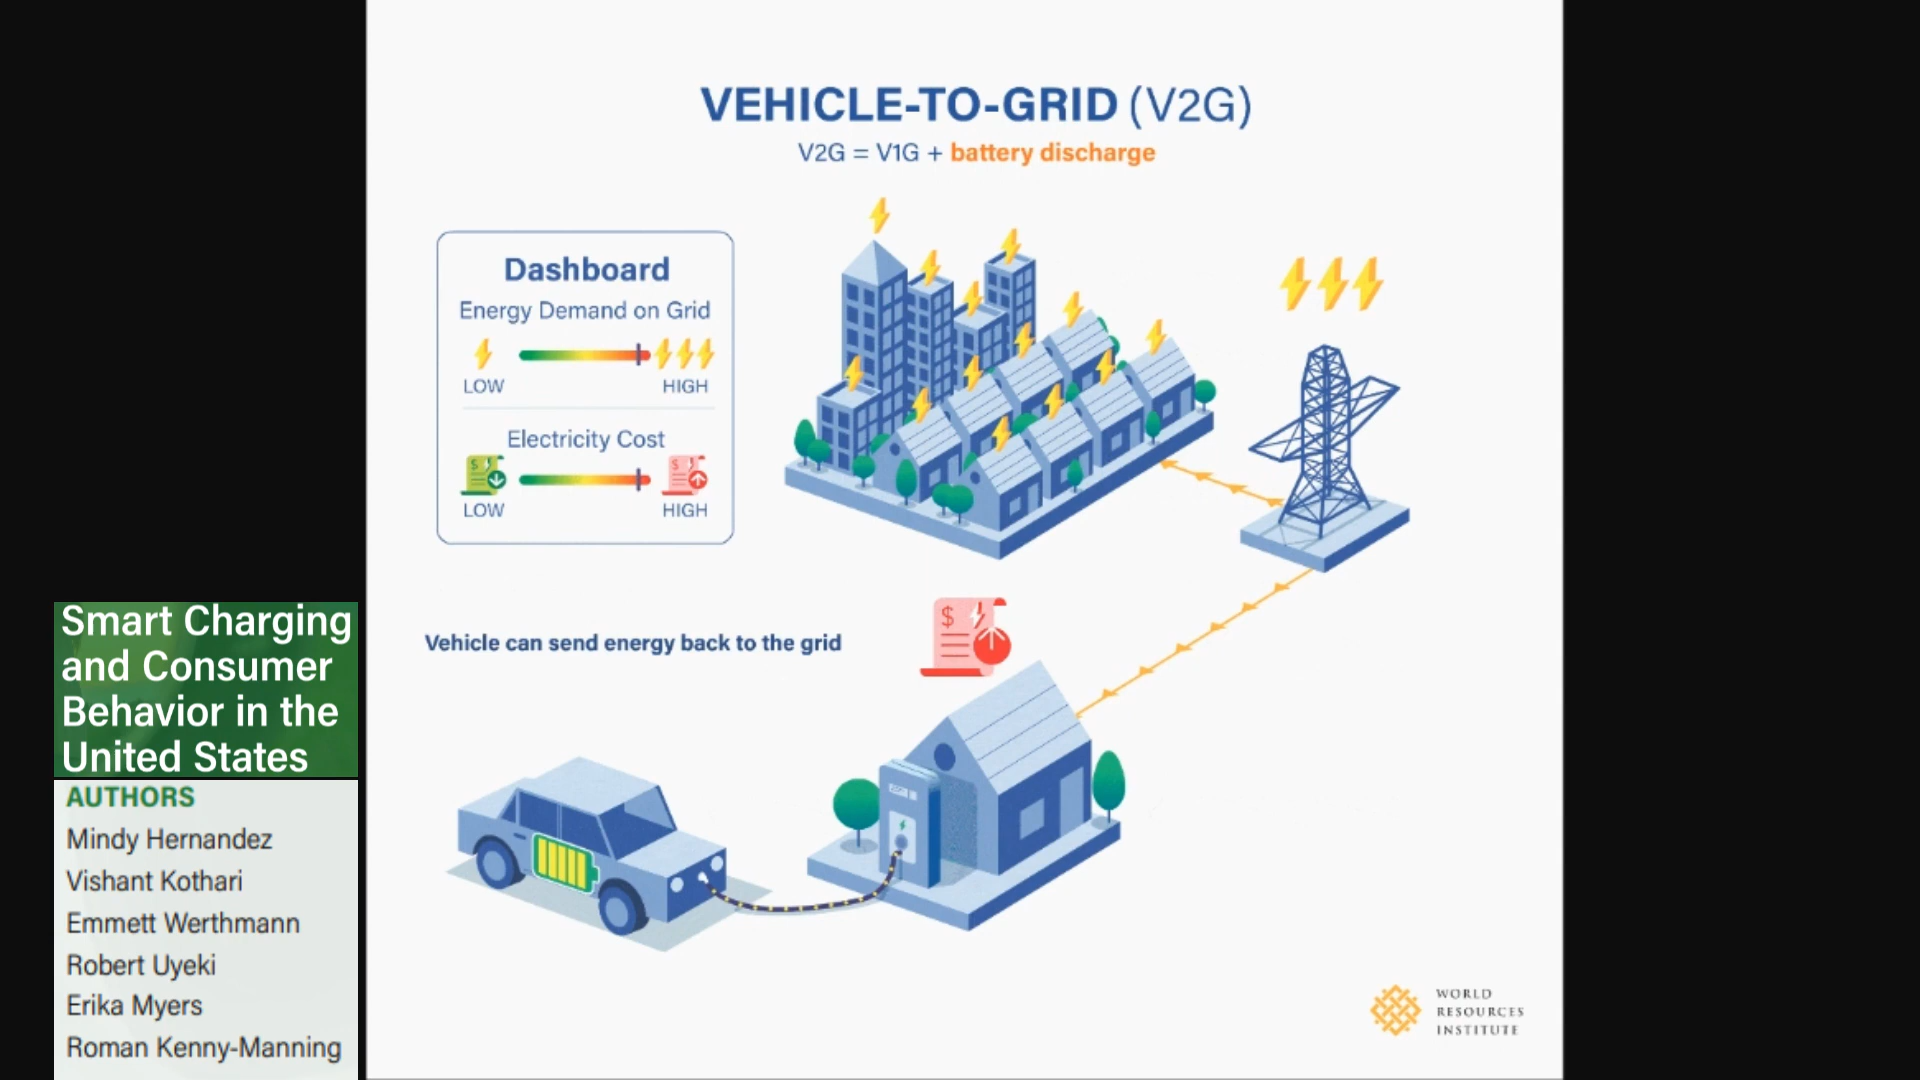 VEHICLE-TO-GRID (V2G)
V2G = V1G + battery discharge
Dashboard
Energy Demand on Grid
LOW HIGH
Electricity Cost
$ $
LOW HIGH
Vehicle can send energy back to the grid
$
Smart Charging
and Consumer
Behavior in the
United States
AUTHORS
Mindy Hernandez
Vishant Kothari
Emmett Werthmann
Robert Uyeki
Erika Myers
Roman Kenny-Manning
WORLD
RESOURCES
INSTITUTE